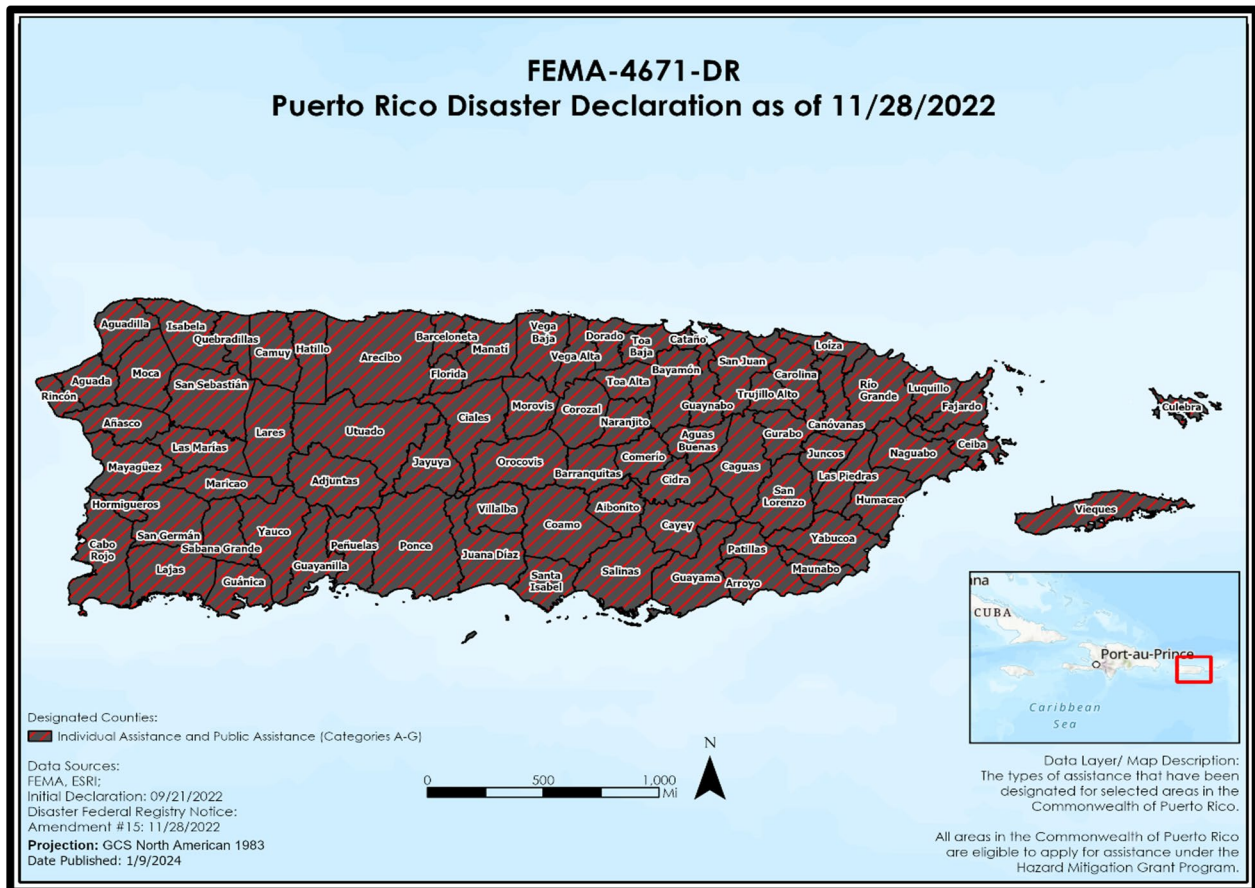 FEMA-4671-DR
Puerto Rico Disaster Declaration as of 11/28/2022
Aguadilla
Isabela
Quebradillas
Camuy
Hatillo
Arecibo
Barceloneta
Manatí
Vega
Baja
Vega Alta
Dorado
Toa
Baja
Cataño
Bayamón
San Juan
Carolina
Loíza
Río
Grande
Luquillo
Fajardo
Culebra
Rincón
Aguada
Moca
San Sebastián
Florida
Toa Alta
Guaynabo
Trujillo Alto
Canóvanas
Añasco
Las Marías
Lares
Utuado
Ciales
Morovis
Corozal
Naranjito
Aguas
Buenas
Gurabo
Juncos
Naguabo
Ceiba
Mayagüez
Maricao
Adjuntas
Jayuya
Orocovis
Barranquitas
Comerío
Cidra
Caguas
San
Lorenzo
Las Piedras
Humacao
Vieques
Hormigueros
Cabo
Rojo
San Germán
Sabana Grande
Yauco
Guayanilla
Peñuelas
Ponce
Villalba
Juana Díaz
Coamo
Aibonito
Cayey
Patillas
Yabucoa
Maunabo
Lajas
Guánica
Santa
Isabel
Salinas
Guayama
Arroyo
Designated Counties:
Individual Assistance and Public Assistance (Categories A-G)
Data Sources:
FEMA, ESRI;
Initial Declaration: 09/21/2022
Disaster Federal Registry Notice:
Amendment #15: 11/28/2022
Projection: GCS North American 1983
Date Published: 1/9/2024
0 500 1,000
Mi
N
na
CUBA
Port-au-Prince
Caribbean
Sea
Data Layer/ Map Description:
The types of assistance that have been
designated for selected areas in the
Commonwealth of Puerto Rico.
All areas in the Commonwealth of Puerto Rico
are eligible to apply for assistance under the
Hazard Mitigation Grant Program.